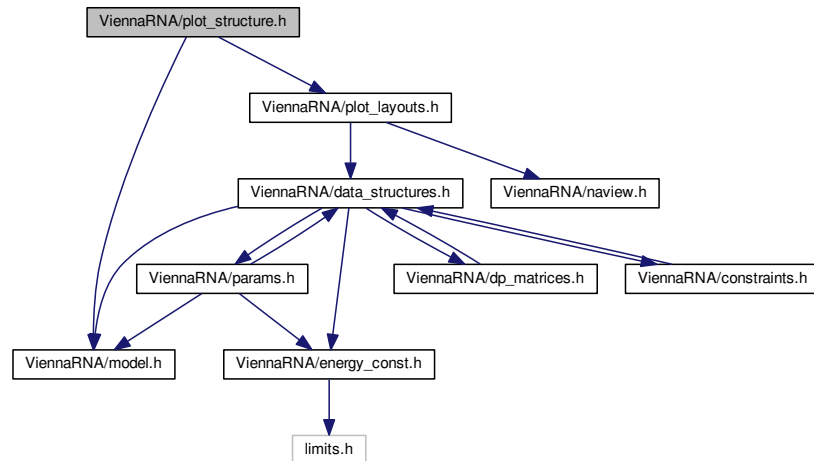 ViennaRNA/plot_structure.h
ViennaRNA/plot_layouts.h
ViennaRNA/data_structures.h
ViennaRNA/naview.h
ViennaRNA/params.h
ViennaRNA/dp_matrices.h
ViennaRNA/constraints.h
ViennaRNA/model.h
ViennaRNA/energy_const.h
limits.h